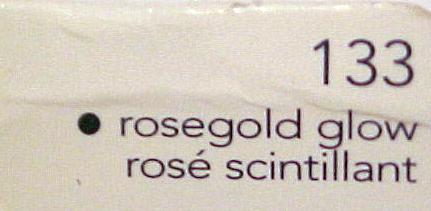 133
• rosegold glow
rosé scintillant